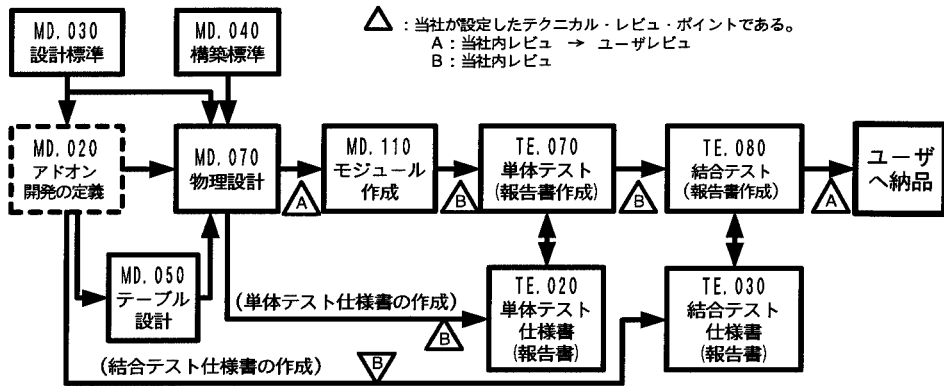 ：当社が設定したテクニカル・レビュ・ポイントである。
A：当社内レビュ → ユーザレビュ
B：当社内レビュ
MD.030
設計標準
MD.040
構築標準
MD.020
アドオン
開発の定義
MD.070
物理設計
A
MD.110
モジュール
作成
B
TE.070
単体テスト
(報告書作成)
B
TE.080
結合テスト
(報告書作成)
A
ユーザ
へ納品
MD.050
テーブル
設計
(単体テスト仕様書の作成)
B
TE.020
単体テスト
仕様書
(報告書)
TE.030
結合テスト
仕様書
(報告書)
(結合テスト仕様書の作成)
B